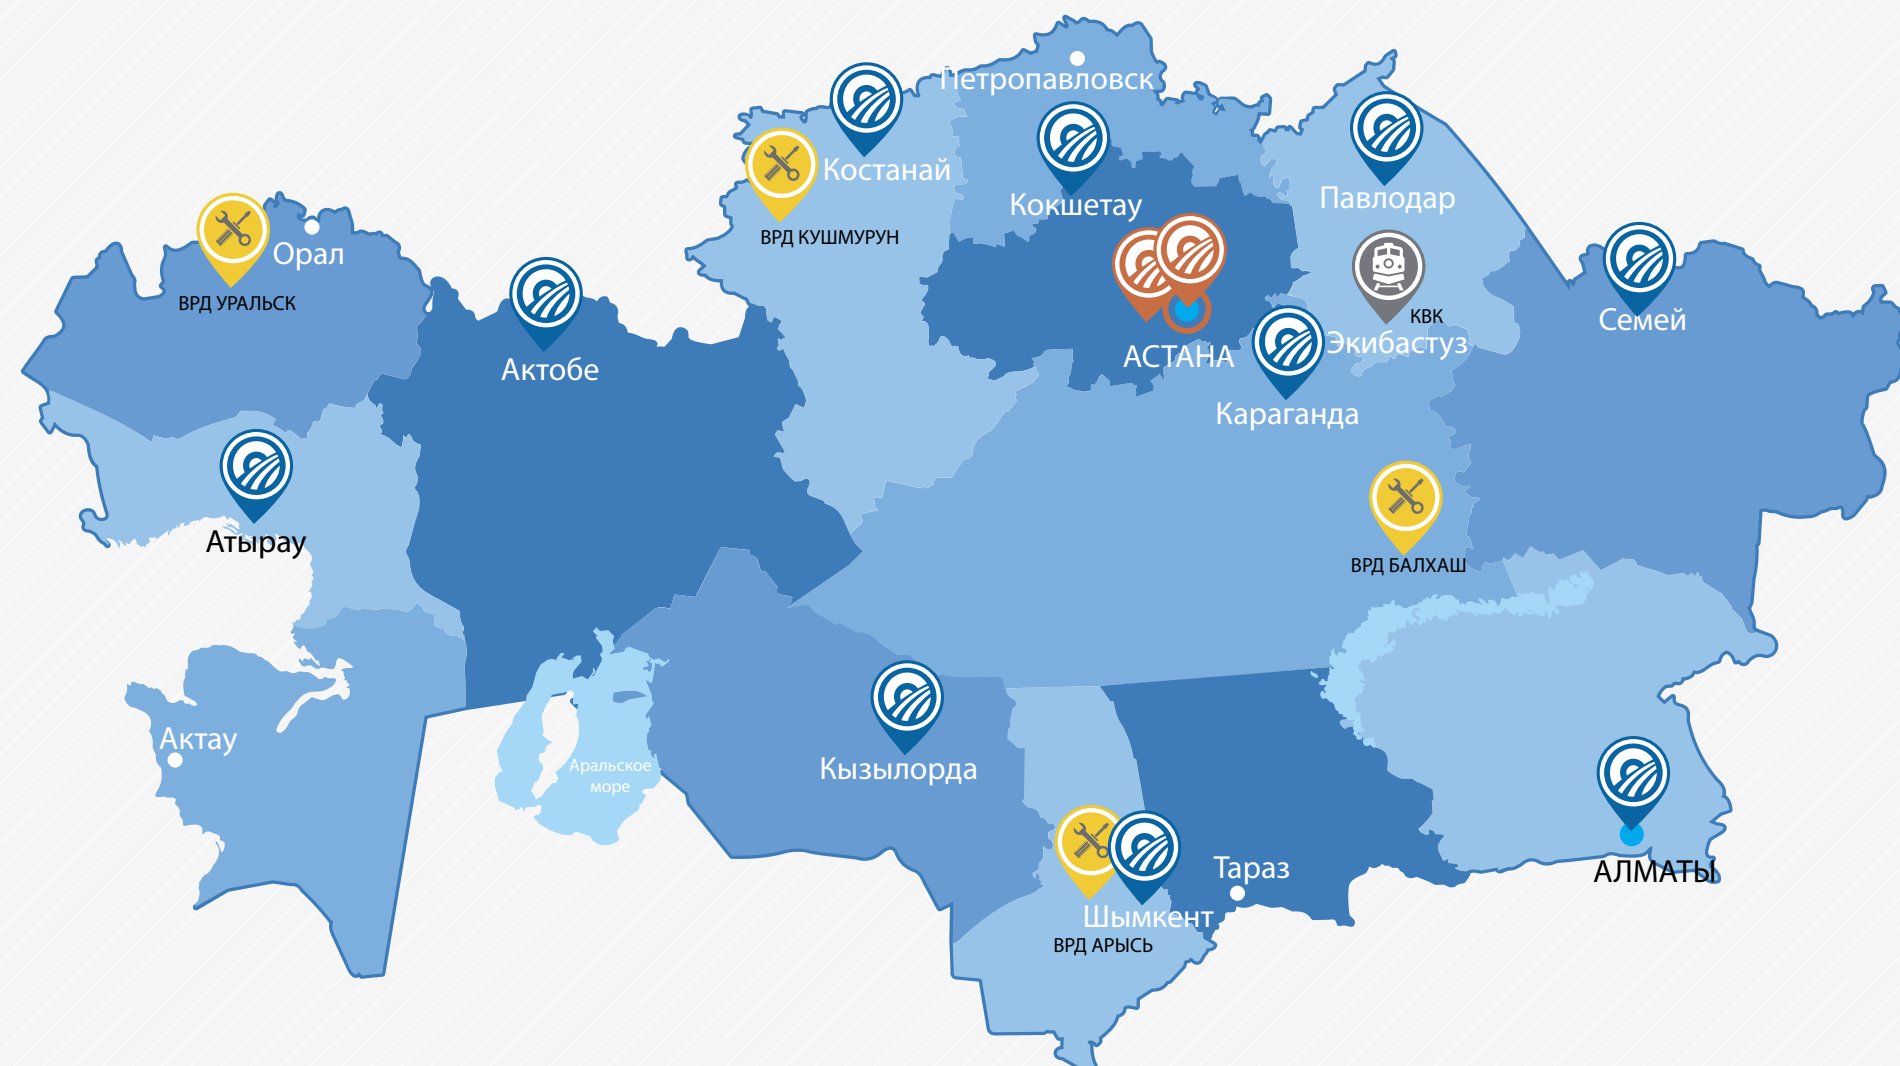 Петропавловск
Костанай
Кокшетау
Павлодар
ВРД КУШМУРУН
Орал
ВРД УРАЛЬСК
КВК
Семей
Экибастуз
АСТАНА
Актобе
Караганда
Атырау
ВРД БАЛХАШ
Актау
Аральское
море
Кызылорда
Тараз
АЛМАТЫ
Шымкент
ВРД АРЫСЬ